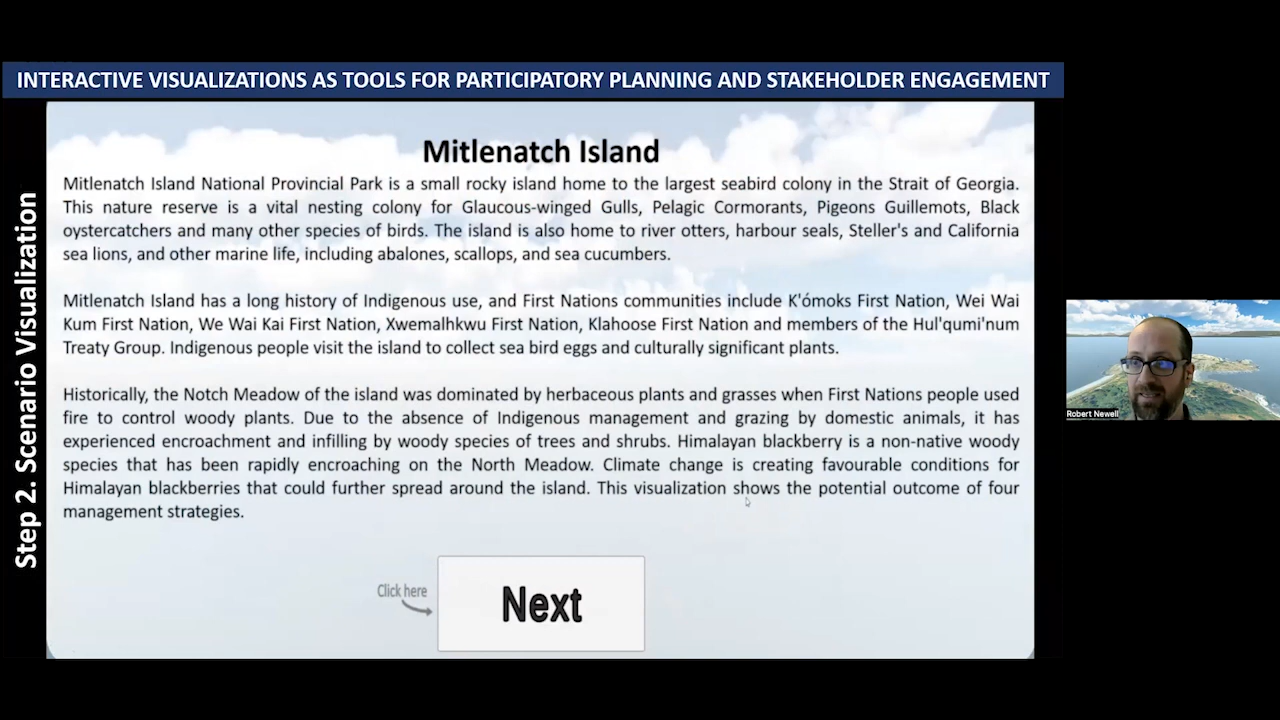 INTERACTIVE VISUALIZATIONS AS TOOLS FOR PARTICIPATORY PLANNING AND STAKEHOLDER ENGAGEMENT
Step 2. Scenario Visualization
Mitlenatch Island
Mitlenatch Island National Provincial Park is a small rocky island home to the largest seabird colony in the Strait of Georgia.
This nature reserve is a vital nesting colony for Glaucous-winged Gulls, Pelagic Cormorants, Pigeons Guillemots, Black
oystercatchers and many other species of birds. The island is also home to river otters, harbour seals, Steller's and California
sea lions, and other marine life, including abalones, scallops, and sea cucumbers.
Mitlenatch Island has a long history of Indigenous use, and First Nations communities include K'ómoks First Nation, Wei Wai
Kum First Nation, We Wai Kai First Nation, Xwemalhkwu First Nation, Klahoose First Nation and members of the Hul'qumi'num
Treaty Group. Indigenous people visit the island to collect sea bird eggs and culturally significant plants.
Historically, the Notch Meadow of the island was dominated by herbaceous plants and grasses when First Nations people used
fire to control woody plants. Due to the absence of Indigenous management and grazing by domestic animals, it has
experienced encroachment and infilling by woody species of trees and shrubs. Himalayan blackberry is a non-native woody
species that has been rapidly encroaching on the North Meadow. Climate change is creating favourable conditions for
Himalayan blackberries that could further spread around the island. This visualization shows the potential outcome of four
management strategies.
Click here
Next
Robert Newell